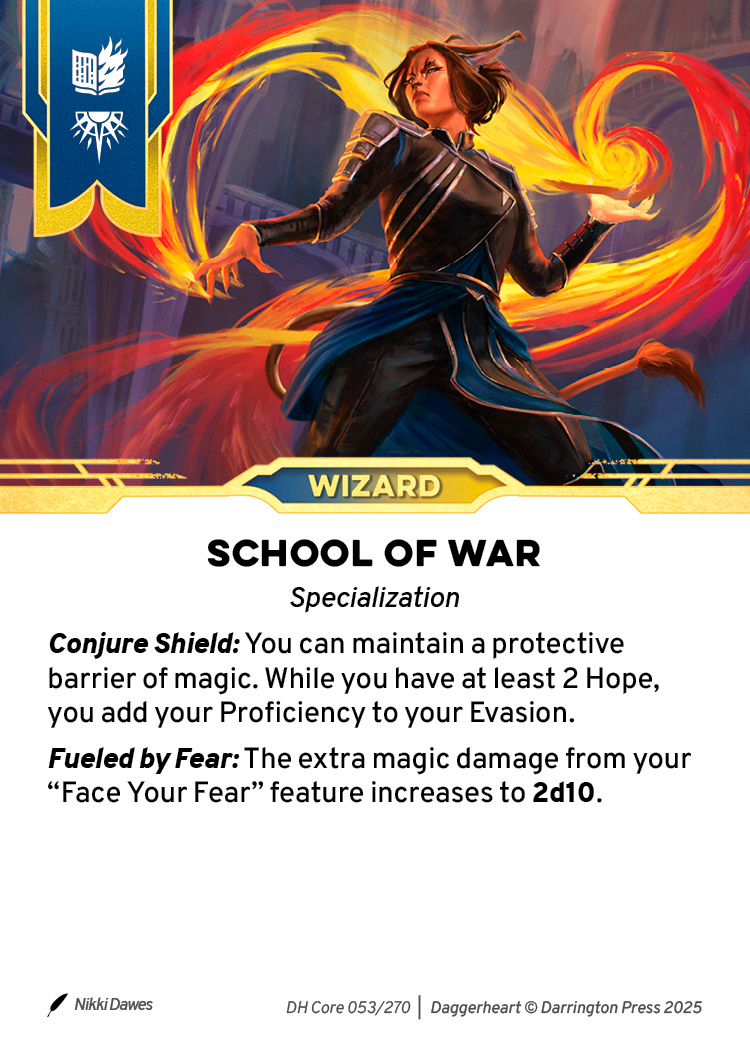 WIZARD
SCHOOL OF WAR
Specialization
Conjure Shield: You can maintain a protective
barrier of magic. While you have at least 2 Hope,
you add your Proficiency to your Evasion.
Fueled by Fear: The extra magic damage from your
“Face Your Fear” feature increases to 2d10.
Nikki Dawes
DH Core 053/270 | Daggerheart © Darrington Press 2025